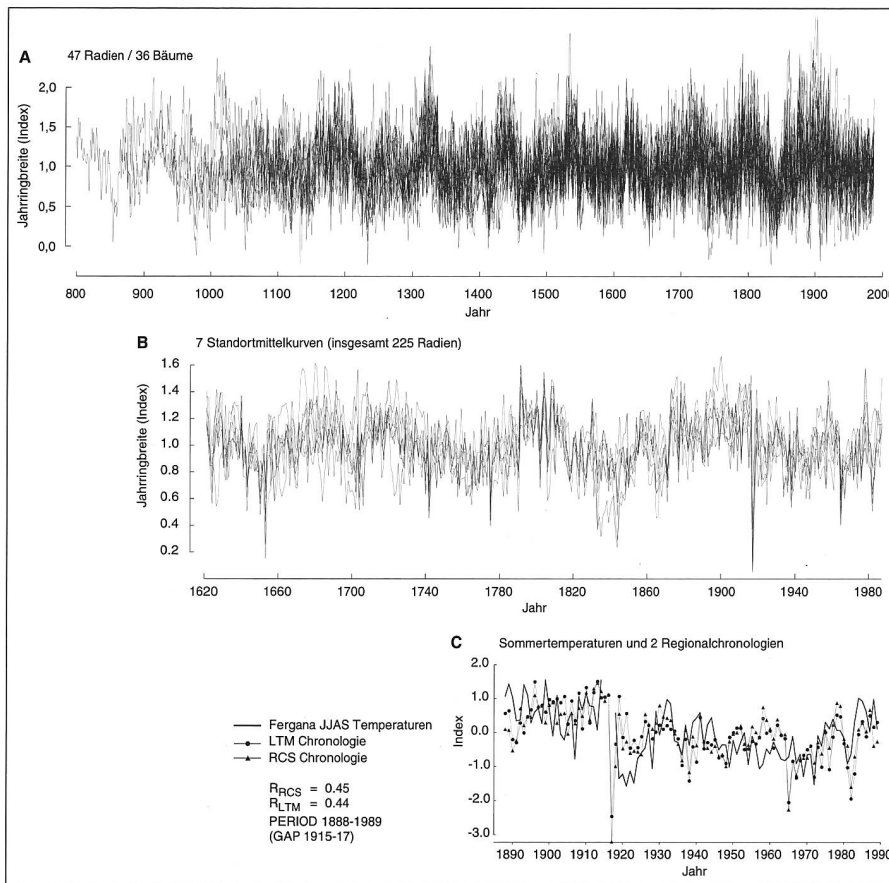 A
47 Radien / 36 Bäume
Jahrringbreite (Index)
2,0
1,5
1,0
0,5
0,0
800 900 1000 1100 1200 1300 1400 1500 1600 1700 1800 1900 2000
Jahr
B
7 Standortmittelkurven (insgesamt 225 Radien)
Jahrringbreite (Index)
1.6
1.4
1.2
1.0
0.8
0.6
0.4
0.2
1620 1660 1700 1740 1780 1820 1860 1900 1940 1980
Jahr
C
Sommertemperaturen und 2 Regionalchronologien
Fergana JJAS Temperaturen
LTM Chronologie
RCS Chronologie
RRCS = 0.45
RLTM = 0.44
PERIOD 1888-1989
(GAP 1915-17)
Index
2.0
1.0
0.0
-1.0
-3.0
1890 1900 1910 1920 1930 1940 1950 1960 1970 1980 1990
Jahr